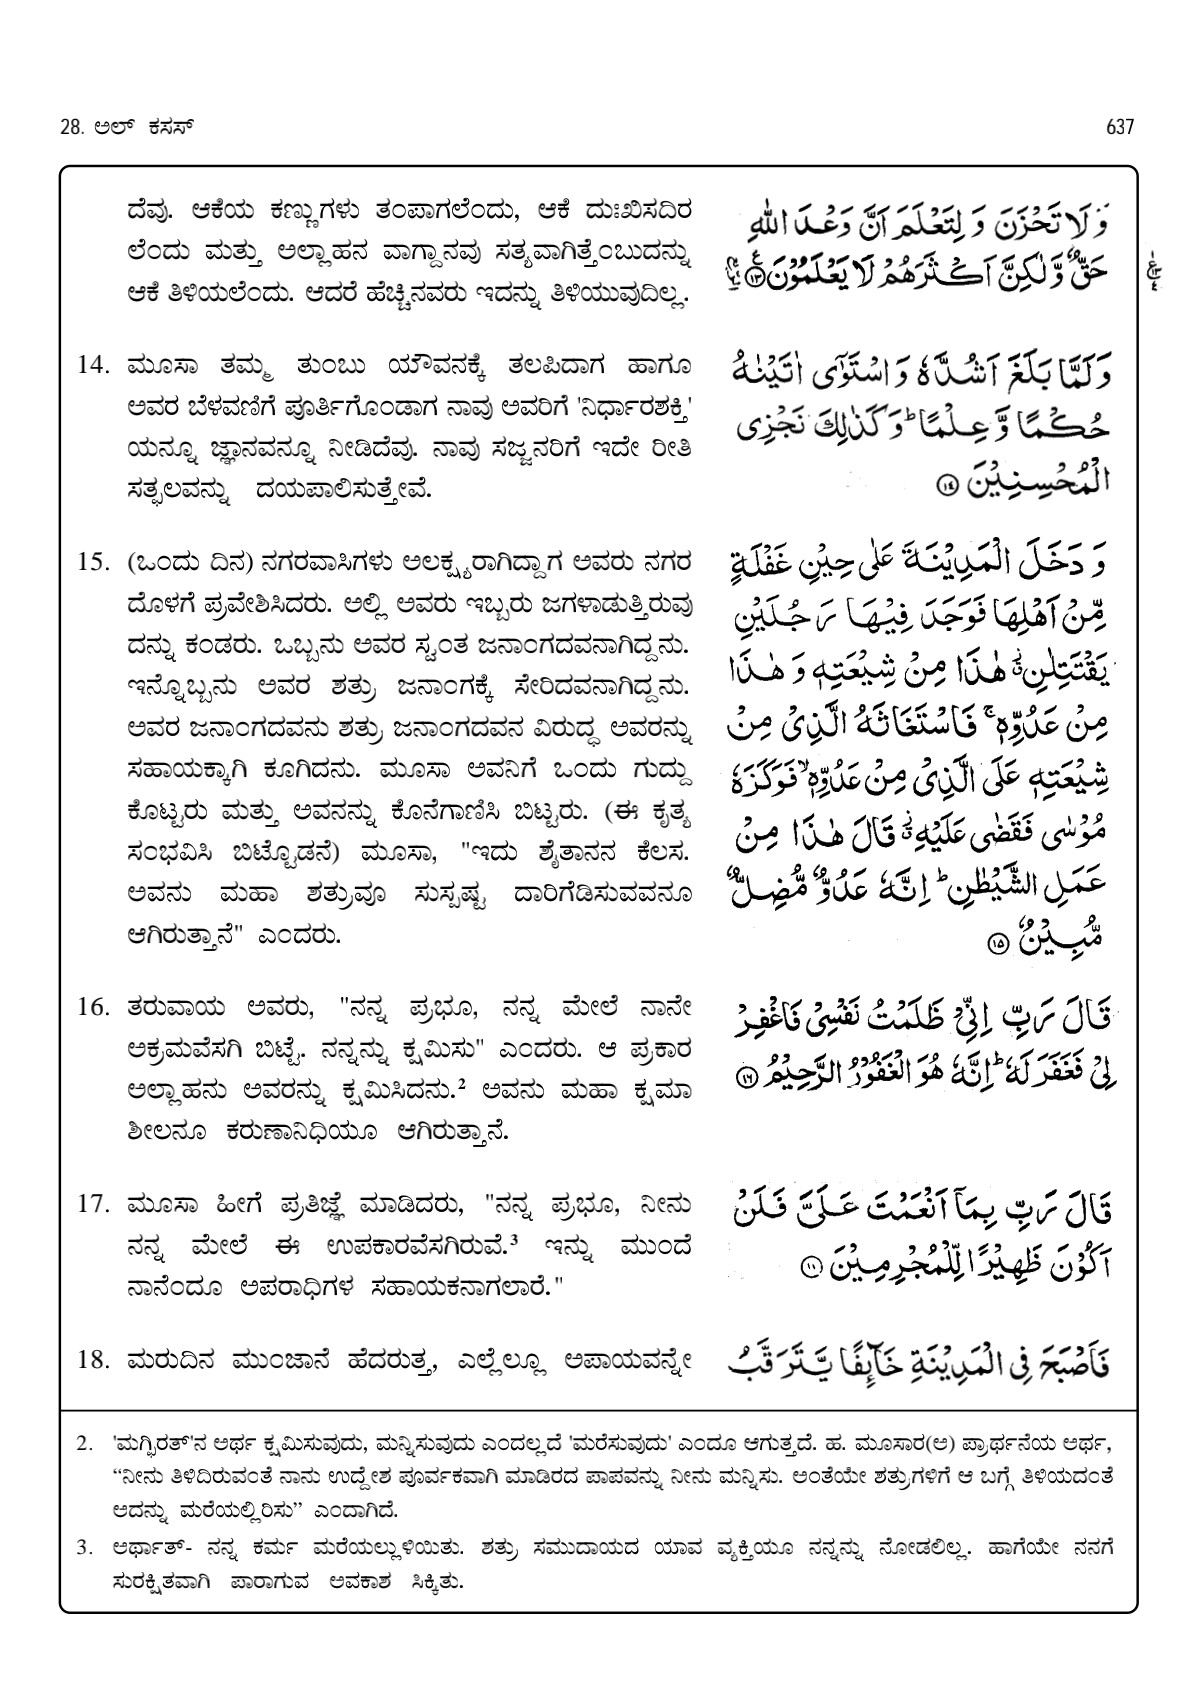 28. ಅಲ್ ಕಸಸ್
637
ದೆವು. ಆಕೆಯ ಕಣ್ಣುಗಳು ತಂಪಾಗಲೆಂದು, ಆಕೆ ದುಃಖಿಸದಿರ
ಲೆಂದು ಮತ್ತು ಅಲ್ಲಾಹನ ವಾಗ್ದಾನವು ಸತ್ಯವಾಗಿತ್ತೆಂಬುದನ್ನು
ಆಕೆ ತಿಳಿಯಲೆಂದು. ಆದರೆ ಹೆಚ್ಚಿನವರು ಇದನ್ನು ತಿಳಿಯುವುದಿಲ್ಲ.
وَلَا تَحْزَنَ وَلِتَعْلَمَ اَنَّ وَعْدَ اللّٰهِ
حَقٌّ وَّلٰكِنَّ اَكْثَرَهُمْ لَا يَعْلَمُوْنَ ۝١٣
14. ಮೂಸಾ ತಮ್ಮ ತುಂಬು ಯೌವನಕ್ಕೆ ತಲಪಿದಾಗ ಹಾಗೂ
ಅವರ ಬೆಳವಣಿಗೆ ಪೂರ್ತಿಗೊಂಡಾಗ ನಾವು ಅವರಿಗೆ 'ನಿರ್ಧಾರಶಕ್ತಿ'
ಯನ್ನೂ ಜ್ಞಾನವನ್ನೂ ನೀಡಿದೆವು. ನಾವು ಸಜ್ಜನರಿಗೆ ಇದೇ ರೀತಿ
ಸತ್ಫಲವನ್ನು ದಯಪಾಲಿಸುತ್ತೇವೆ.
وَلَمَّا بَلَغَ اَشُدَّهٗ وَاسْتَوٰٓى اٰتَيْنٰهُ
حُكْمًا وَّعِلْمًا ؕ وَكَذٰلِكَ نَجْزِى
الْمُحْسِنِيْنَ ۝١٤
15. (ಒಂದು ದಿನ) ನಗರವಾಸಿಗಳು ಅಲಕ್ಷ್ಯರಾಗಿದ್ದಾಗ ಅವರು ನಗರ
ದೊಳಗೆ ಪ್ರವೇಶಿಸಿದರು. ಅಲ್ಲಿ ಅವರು ಇಬ್ಬರು ಜಗಳಾಡುತ್ತಿರುವು
ದನ್ನು ಕಂಡರು. ಒಬ್ಬನು ಅವರ ಸ್ವಂತ ಜನಾಂಗದವನಾಗಿದ್ದನು.
ಇನ್ನೊಬ್ಬನು ಅವರ ಶತ್ರು ಜನಾಂಗಕ್ಕೆ ಸೇರಿದವನಾಗಿದ್ದನು.
ಅವರ ಜನಾಂಗದವನು ಶತ್ರು ಜನಾಂಗದವನ ವಿರುದ್ಧ ಅವರನ್ನು
ಸಹಾಯಕ್ಕಾಗಿ ಕೂಗಿದನು. ಮೂಸಾ ಅವನಿಗೆ ಒಂದು ಗುದ್ದು
ಕೊಟ್ಟರು ಮತ್ತು ಅವನನ್ನು ಕೊನೆಗಾಣಿಸಿ ಬಿಟ್ಟರು. (ಈ ಕೃತ್ಯ
ಸಂಭವಿಸಿ ಬಿಟ್ಟೊಡನೆ) ಮೂಸಾ, "ಇದು ಶೈತಾನನ ಕೆಲಸ.
ಅವನು ಮಹಾ ಶತ್ರುವೂ ಸುಸ್ಪಷ್ಟ ದಾರಿಗೆಡಿಸುವವನೂ
ಆಗಿರುತ್ತಾನೆ" ಎಂದರು.
وَدَخَلَ الْمَدِيْنَةَ عَلٰى حِيْنِ غَفْلَةٍ
مِّنْ اَهْلِهَا فَوَجَدَ فِيْهَا رَجُلَيْنِ
يَقْتَتِلٰنِ ؗ هٰذَا مِنْ شِيْعَتِهٖ وَهٰذَا
مِنْ عَدُوِّهٖ ۚ فَاسْتَغَاثَهُ الَّذِىْ مِنْ
شِيْعَتِهٖ عَلَى الَّذِىْ مِنْ عَدُوِّهٖ ۙ فَوَكَزَهٗ
مُوْسٰى فَقَضٰى عَلَيْهِ ؗ قَالَ هٰذَا مِنْ
عَمَلِ الشَّيْطٰنِ ؕ اِنَّهٗ عَدُوٌّ مُّضِلٌّ
مُّبِيْنٌ ۝١٥
16. ತರುವಾಯ ಅವರು, "ನನ್ನ ಪ್ರಭೂ, ನನ್ನ ಮೇಲೆ ನಾನೇ
ಅಕ್ರಮವೆಸಗಿ ಬಿಟ್ಟೆ. ನನ್ನನ್ನು ಕ್ಷಮಿಸು" ಎಂದರು. ಆ ಪ್ರಕಾರ
ಅಲ್ಲಾಹನು ಅವರನ್ನು ಕ್ಷಮಿಸಿದನು.² ಅವನು ಮಹಾ ಕ್ಷಮಾ
ಶೀಲನೂ ಕರುಣಾನಿಧಿಯೂ ಆಗಿರುತ್ತಾನೆ.
قَالَ رَبِّ اِنِّىْ ظَلَمْتُ نَفْسِىْ فَاغْفِرْ
لِىْ فَغَفَرَ لَهٗ ؕ اِنَّهٗ هُوَ الْغَفُوْرُ الرَّحِيْمُ ۝١٦
17. ಮೂಸಾ ಹೀಗೆ ಪ್ರತಿಜ್ಞೆ ಮಾಡಿದರು, "ನನ್ನ ಪ್ರಭೂ, ನೀನು
ನನ್ನ ಮೇಲೆ ಈ ಉಪಕಾರವೆಸಗಿರುವೆ.³ ಇನ್ನು ಮುಂದೆ
ನಾನೆಂದೂ ಅಪರಾಧಿಗಳ ಸಹಾಯಕನಾಗಲಾರೆ."
قَالَ رَبِّ بِمَآ اَنْعَمْتَ عَلَىَّ فَلَنْ
اَكُوْنَ ظَهِيْرًا لِّلْمُجْرِمِيْنَ ۝١٧
18. ಮರುದಿನ ಮುಂಜಾನೆ ಹೆದರುತ್ತ, ಎಲ್ಲೆಲ್ಲೂ ಅಪಾಯವನ್ನೇ
فَاَصْبَحَ فِى الْمَدِيْنَةِ خَآئِفًا يَّتَرَقَّبُ
2. 'ಮಗ್ಫಿರತ್'ನ ಅರ್ಥ ಕ್ಷಮಿಸುವುದು, ಮನ್ನಿಸುವುದು ಎಂದಲ್ಲದೆ 'ಮರೆಸುವುದು' ಎಂದೂ ಆಗುತ್ತದೆ. ಹ. ಮೂಸಾರ(ಅ) ಪ್ರಾರ್ಥನೆಯ ಅರ್ಥ,
“ನೀನು ತಿಳಿದಿರುವಂತೆ ನಾನು ಉದ್ದೇಶ ಪೂರ್ವಕವಾಗಿ ಮಾಡಿರದ ಪಾಪವನ್ನು ನೀನು ಮನ್ನಿಸು. ಅಂತೆಯೇ ಶತ್ರುಗಳಿಗೆ ಆ ಬಗ್ಗೆ ತಿಳಿಯದಂತೆ
ಅದನ್ನು ಮರೆಯಲ್ಲಿರಿಸು” ಎಂದಾಗಿದೆ.
3. ಅರ್ಥಾತ್- ನನ್ನ ಕರ್ಮ ಮರೆಯಲ್ಲುಳಿಯಿತು. ಶತ್ರು ಸಮುದಾಯದ ಯಾವ ವ್ಯಕ್ತಿಯೂ ನನ್ನನ್ನು ನೋಡಲಿಲ್ಲ. ಹಾಗೆಯೇ ನನಗೆ
ಸುರಕ್ಷಿತವಾಗಿ ಪಾರಾಗುವ ಅವಕಾಶ ಸಿಕ್ಕಿತು.